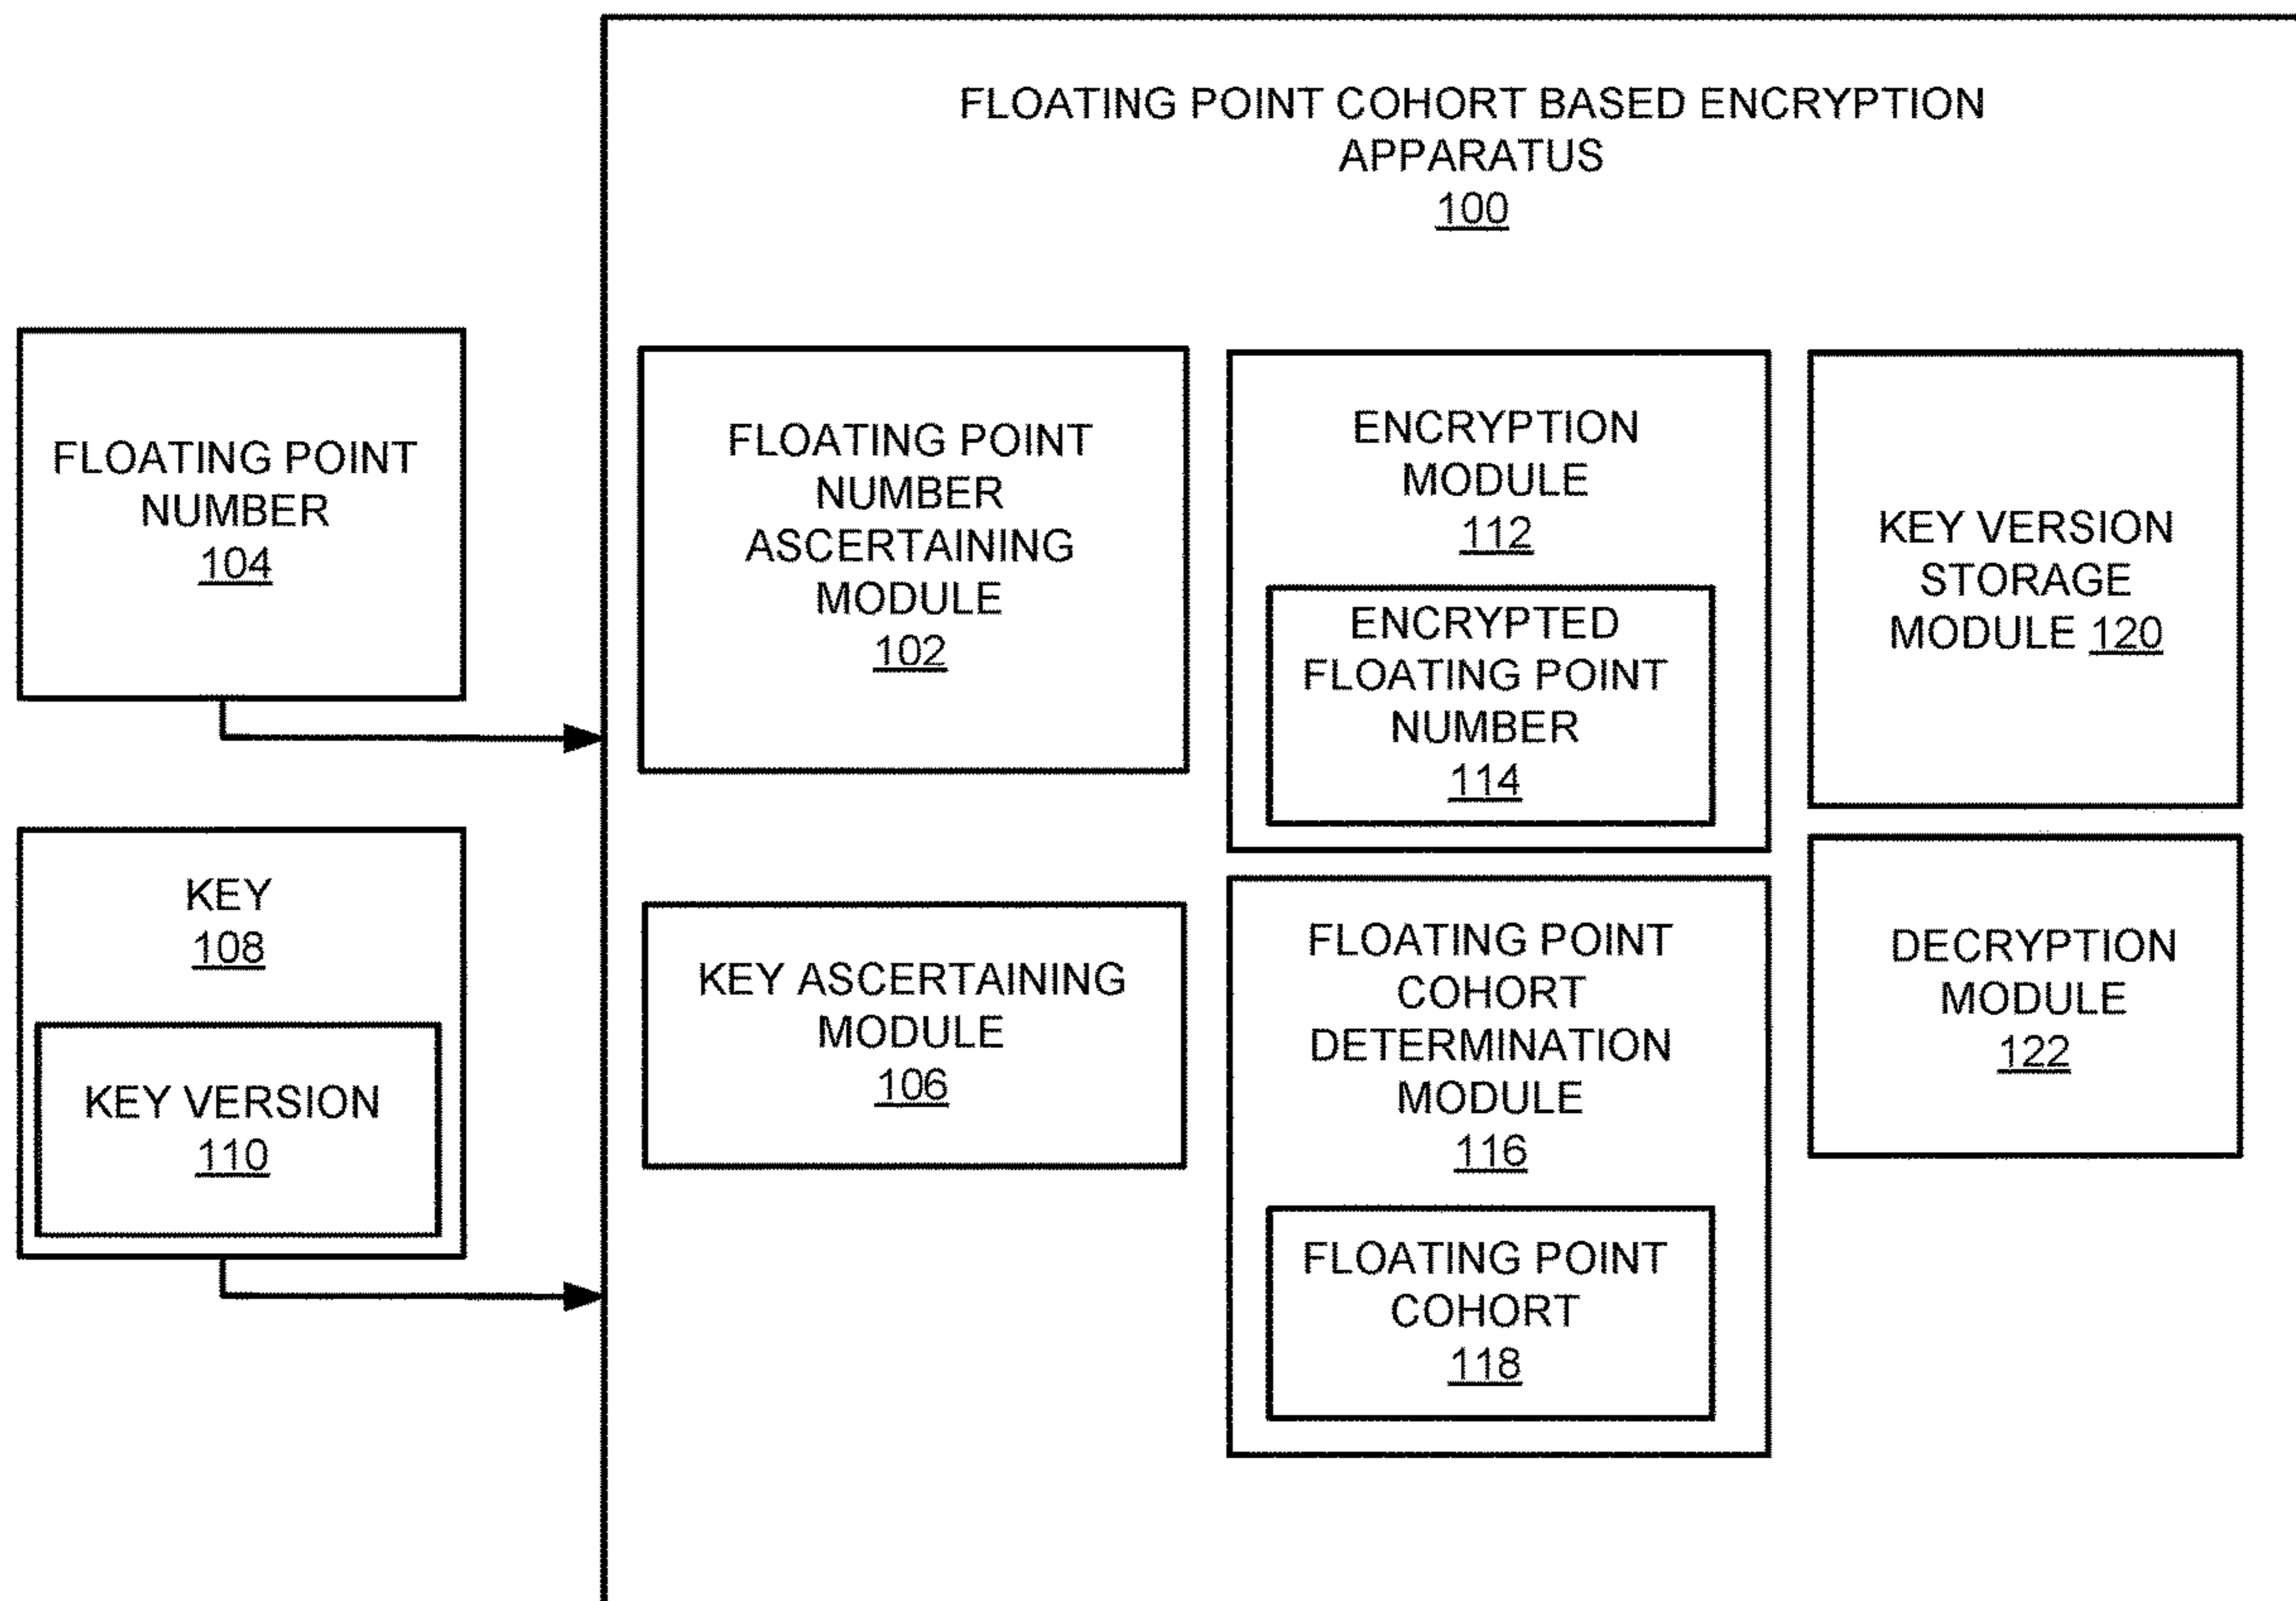 FLOATING POINT COHORT BASED ENCRYPTION
APPARATUS
100
FLOATING POINT
NUMBER
104
KEY
108
KEY VERSION
110
FLOATING POINT
NUMBER
ASCERTAINING
MODULE
102
KEY ASCERTAINING
MODULE
106
ENCRYPTION
MODULE
112
ENCRYPTED
FLOATING POINT
NUMBER
114
FLOATING POINT
COHORT
DETERMINATION
MODULE
116
FLOATING POINT
COHORT
118
KEY VERSION
STORAGE
MODULE 120
DECRYPTION
MODULE
122